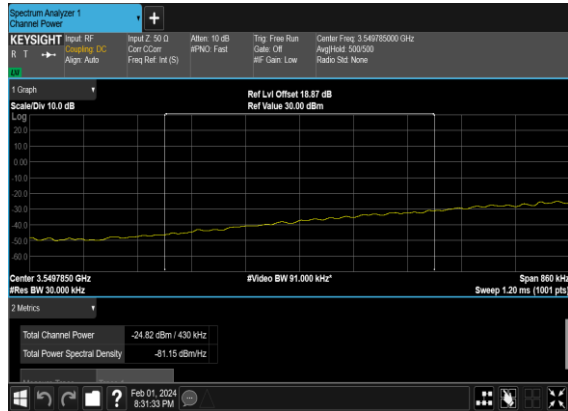 Spectrum Analyzer 1
Channel Power
+
KEYSIGHT Input: RF Input Z: 50 Ω Atten: 10 dB Trig: Free Run Center Freq: 3.549785000 GHz
R T Coupling: DC Corr CCorr #PNO: Fast Gate: Off Avg|Hold: 500/500
Align: Auto Freq Ref: Int (S) #IF Gain: Low Radio Std: None
1 Graph
Ref Lvl Offset 18.87 dB
Scale/Div 10.0 dB Ref Value 30.00 dBm
Log
20.0
10.0
0.00
-10.0
-20.0
-30.0
-40.0
-50.0
-60.0
Center 3.5497850 GHz #Video BW 91.000 kHz* Span 860 kHz
#Res BW 30.000 kHz Sweep 1.20 ms (1001 pts)
2 Metrics
Total Channel Power -24.82 dBm / 430 kHz
Total Power Spectral Density -81.15 dBm/Hz
? Feb 01, 2024
8:31:33 PM